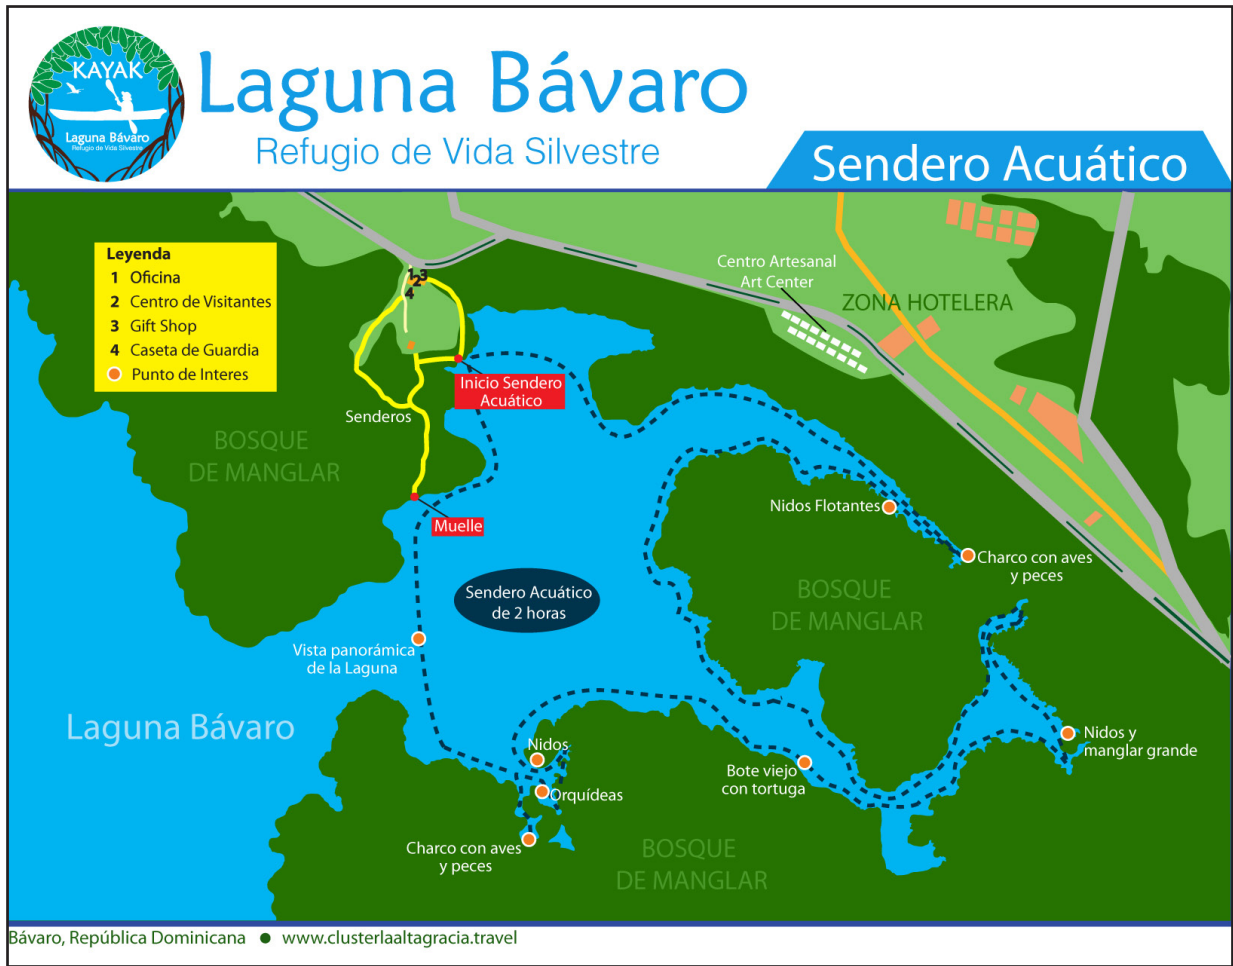 KAYAK
Laguna Bávaro
Refugio de Vida Silvestre
Laguna Bávaro
Refugio de Vida Silvestre
Sendero Acuático
Leyenda
1 Oficina
2 Centro de Visitantes
3 Gift Shop
4 Caseta de Guardia
Punto de Interes
1
3
2
4
Centro Artesanal
Art Center
ZONA HOTELERA
Inicio Sendero
Acuático
Senderos
BOSQUE
DE MANGLAR
Muelle
Nidos Flotantes
Charco con aves
y peces
Sendero Acuático
de 2 horas
BOSQUE
DE MANGLAR
Vista panorámica
de la Laguna
Laguna Bávaro
Nidos
Nidos y
manglar grande
Bote viejo
con tortuga
Orquídeas
Charco con aves
y peces
BOSQUE
DE MANGLAR
Bávaro, República Dominicana ● www.clusterlaaltagracia.travel